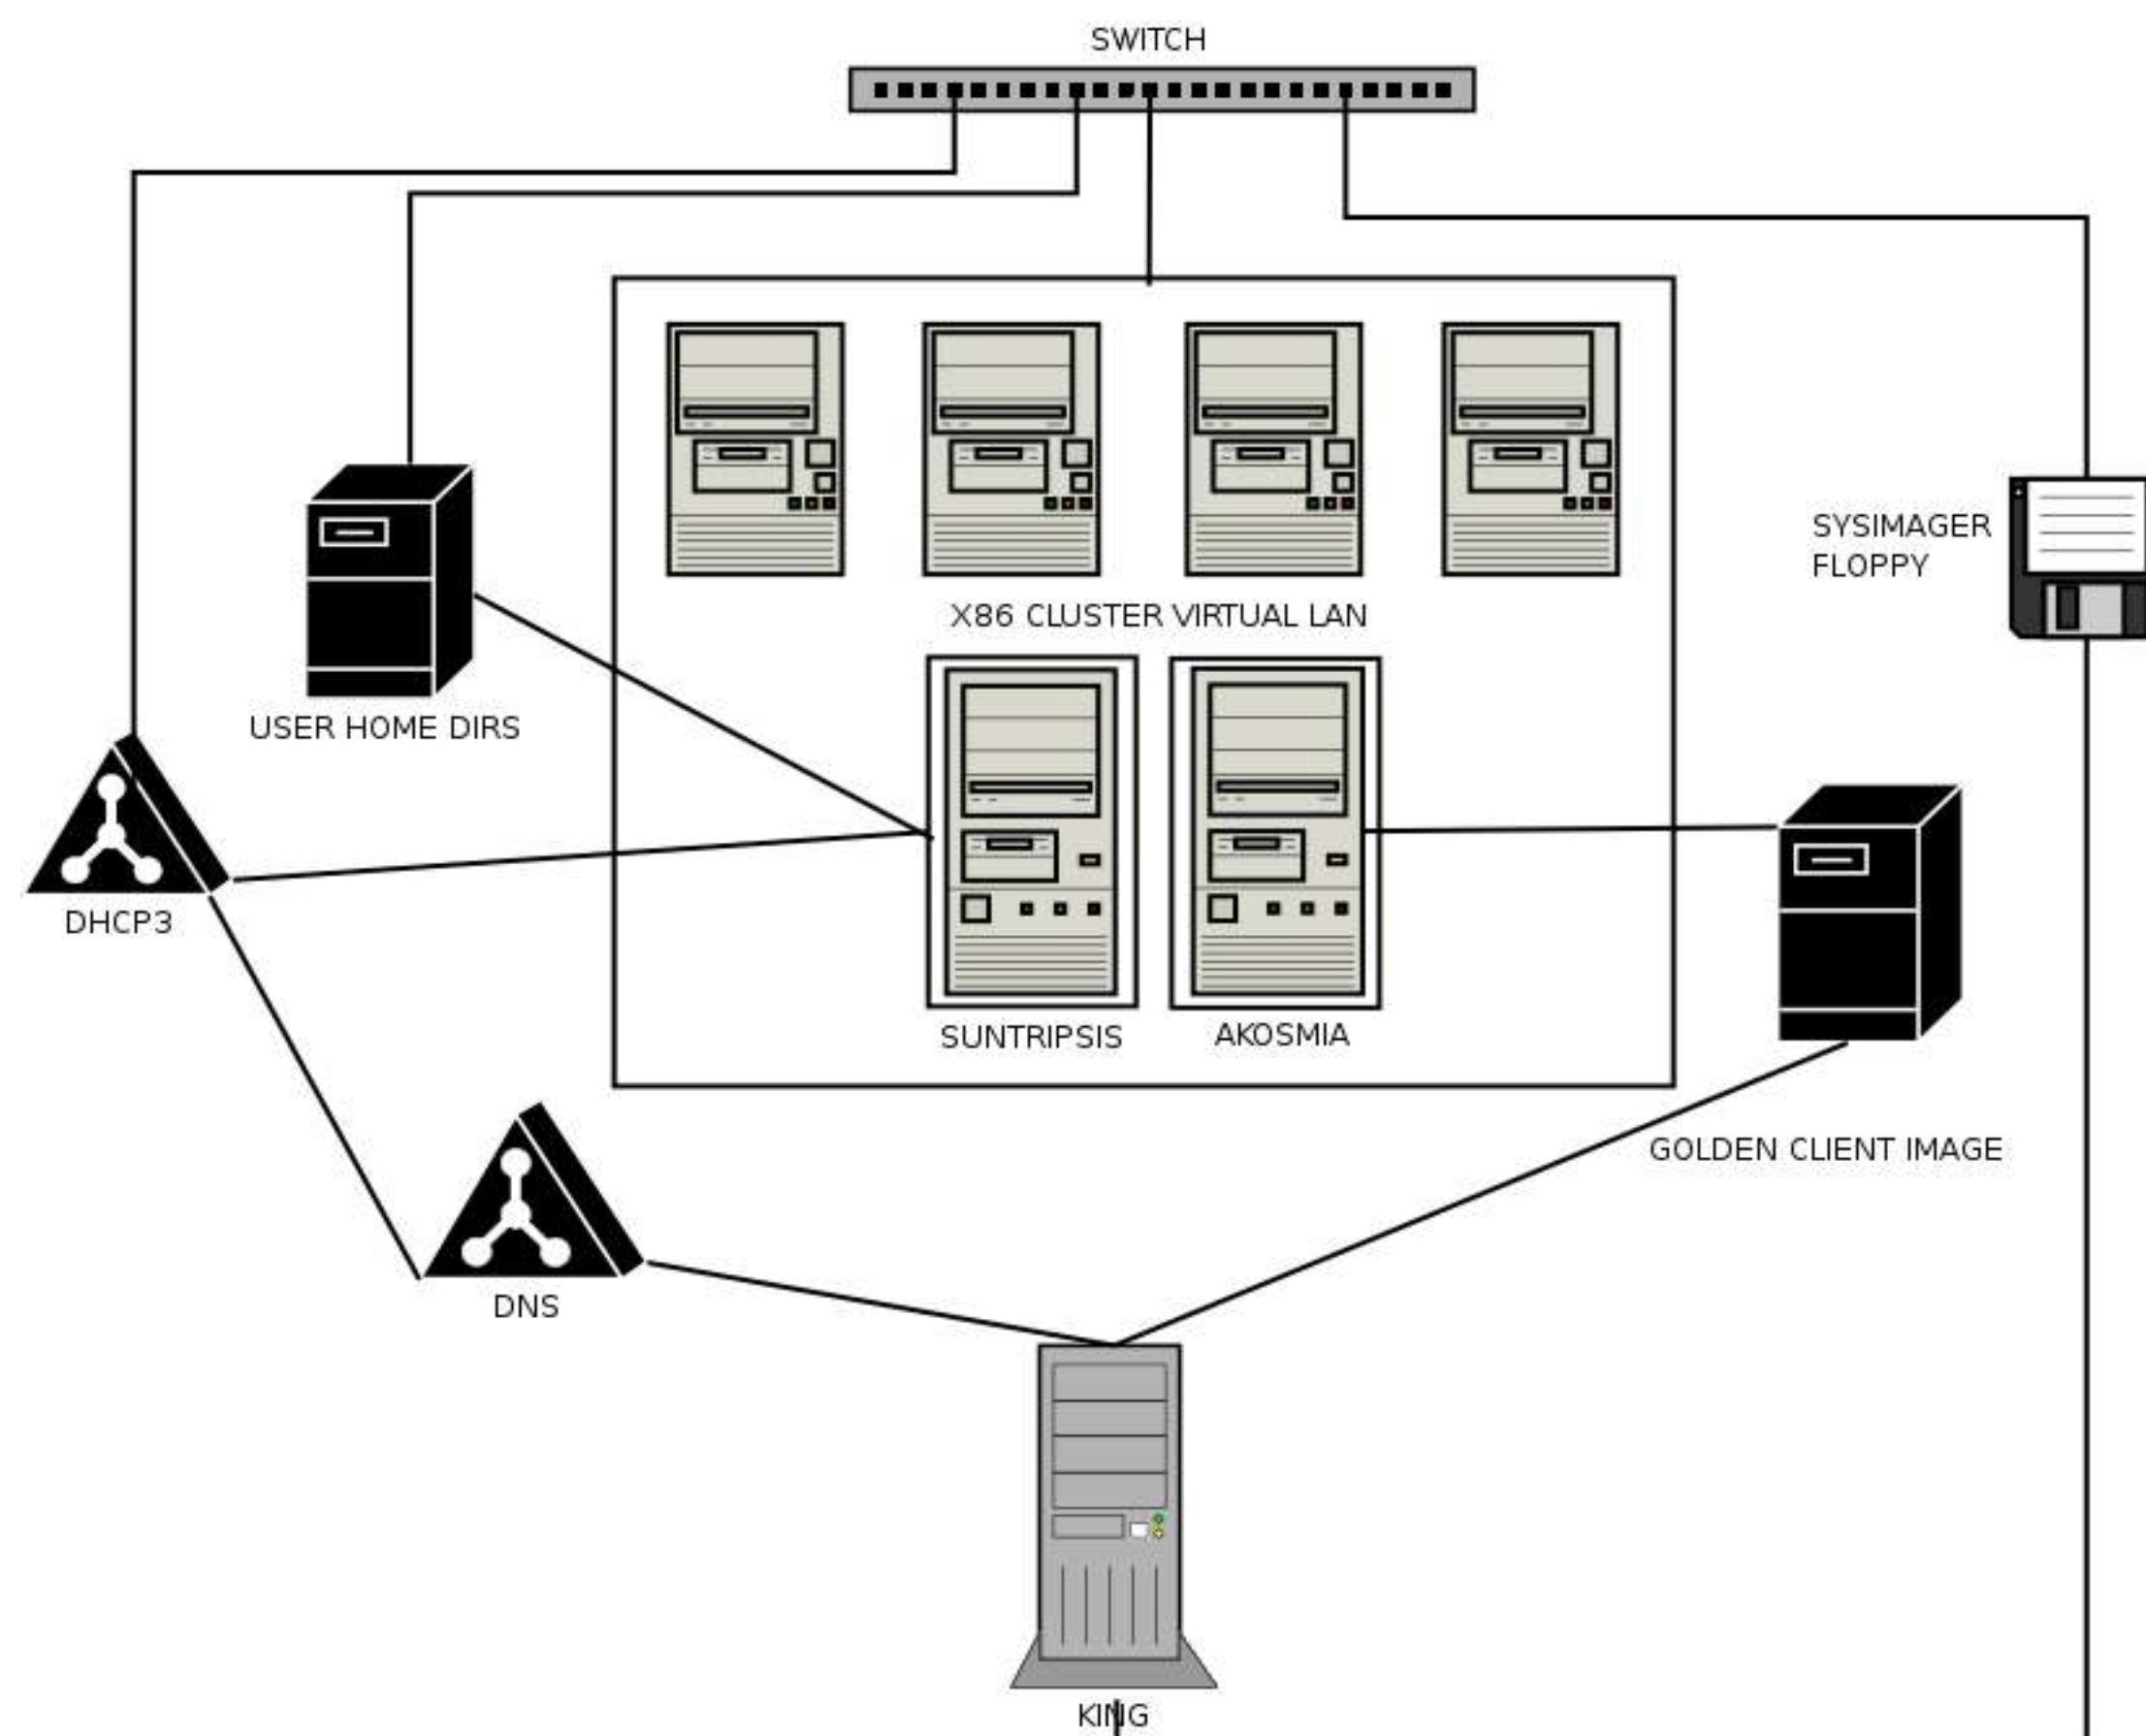 SWITCH
SYSIMAGER
FLOPPY
X86 CLUSTER VIRTUAL LAN
USER HOME DIRS
DHCP3
SUNTRIPSIS
AKOSMIA
GOLDEN CLIENT IMAGE
DNS
KING